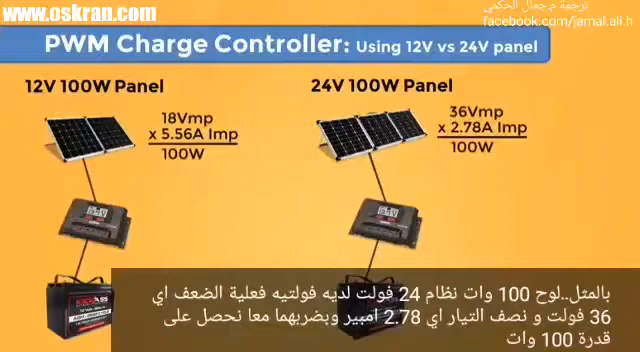 www.oskran.com
ترجمة م.جمال الحكمي
facebook.com/jamal.ali.h
PWM Charge Controller: Using 12V vs 24V panel
12V 100W Panel
18Vmp
x 5.56A Imp
100W
24V 100W Panel
36Vmp
x 2.78A Imp
100W
بالمثل..لوح 100 وات نظام 24 فولت لديه فولتيه فعلية الضعف اي
36 فولت و نصف التيار اي 2.78 امبير وبضربهما معا نحصل على
قدرة 100 وات